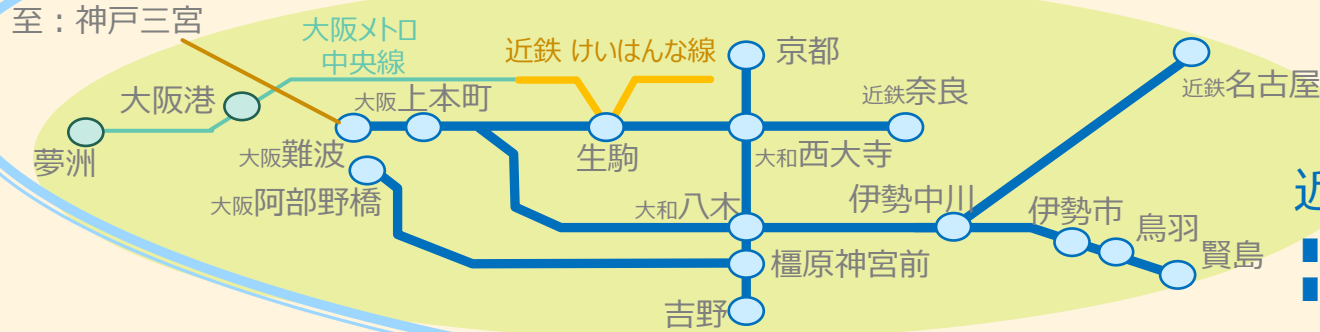 至：神戸三宮
大阪メトロ
中央線
近鉄 けいはんな線
京都
大阪港
大阪上本町
近鉄奈良
近鉄名古屋
夢洲
大阪難波
生駒
大和西大寺
大阪阿部野橋
大和八木
伊勢中川
伊勢市
鳥羽
賢島
橿原神宮前
吉野
近